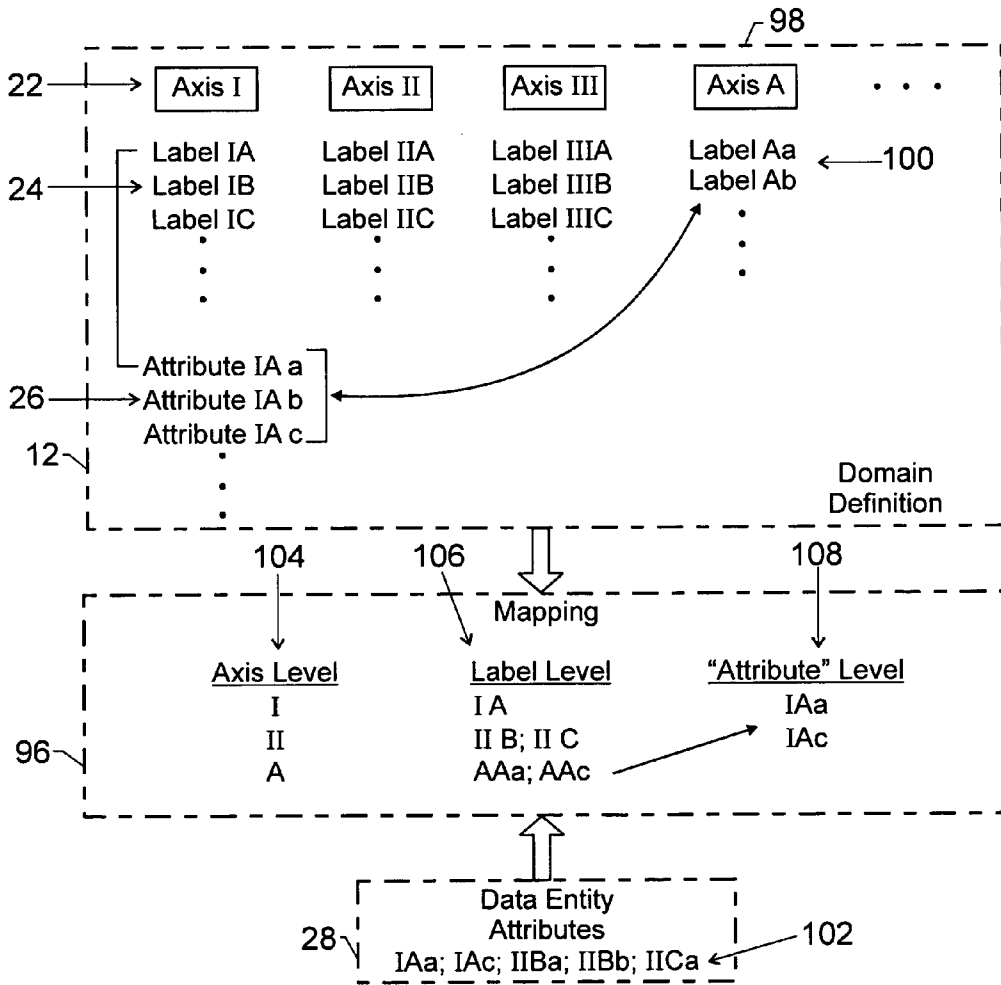 98
22 Axis I Axis II Axis III Axis A . . .
Label IA Label IIA Label IIIA Label Aa 100
24 Label IB Label IIB Label IIIB Label Ab
Label IC Label IIC Label IIIC
Attribute IA a
26 Attribute IA b
Attribute IA c
12
Domain
Definition
104 106 108
Mapping
Axis Level Label Level “Attribute” Level
I I A IAa
II II B; II C IAc
96 A AAa; AAc
Data Entity
Attributes
28 102
IAa; IAc; IIBa; IIBb; IICa